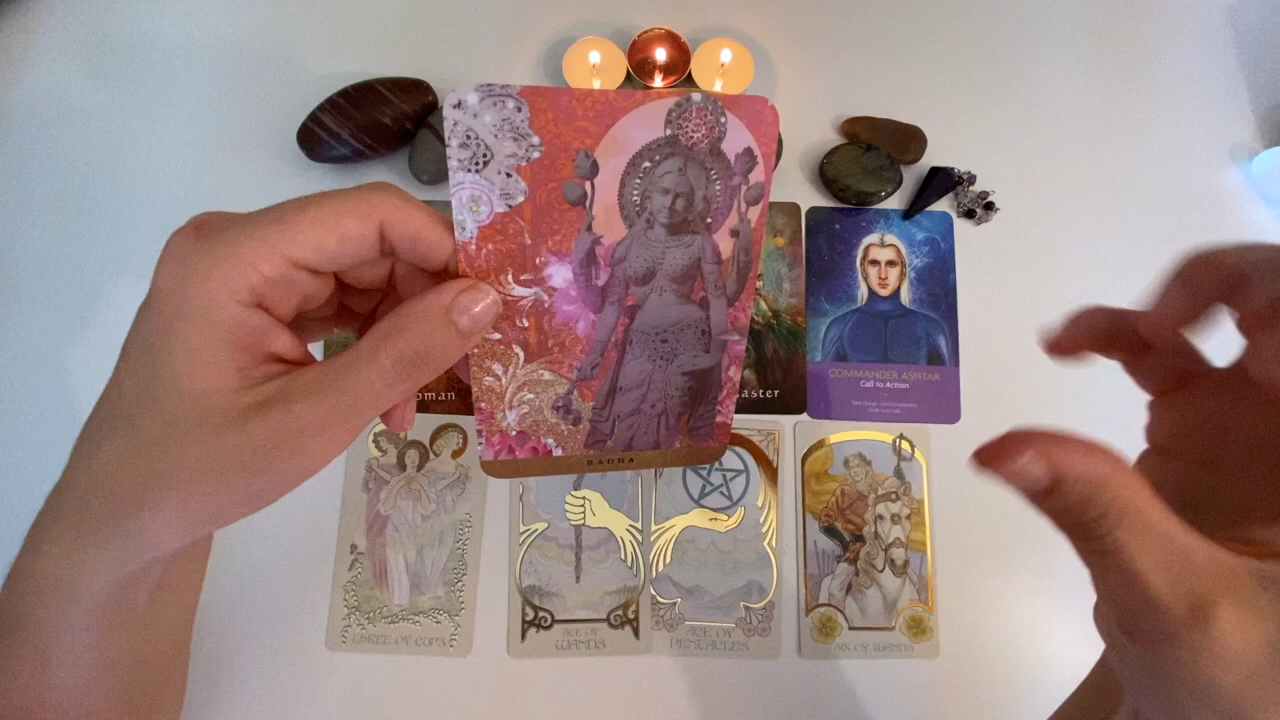 RADHA
oman
aster
COMMANDER ASHTAR
Call to Action
THREE OF CUPS
ACE OF
WANDS
ACE OF
PENTACLES
SIX OF WANDS